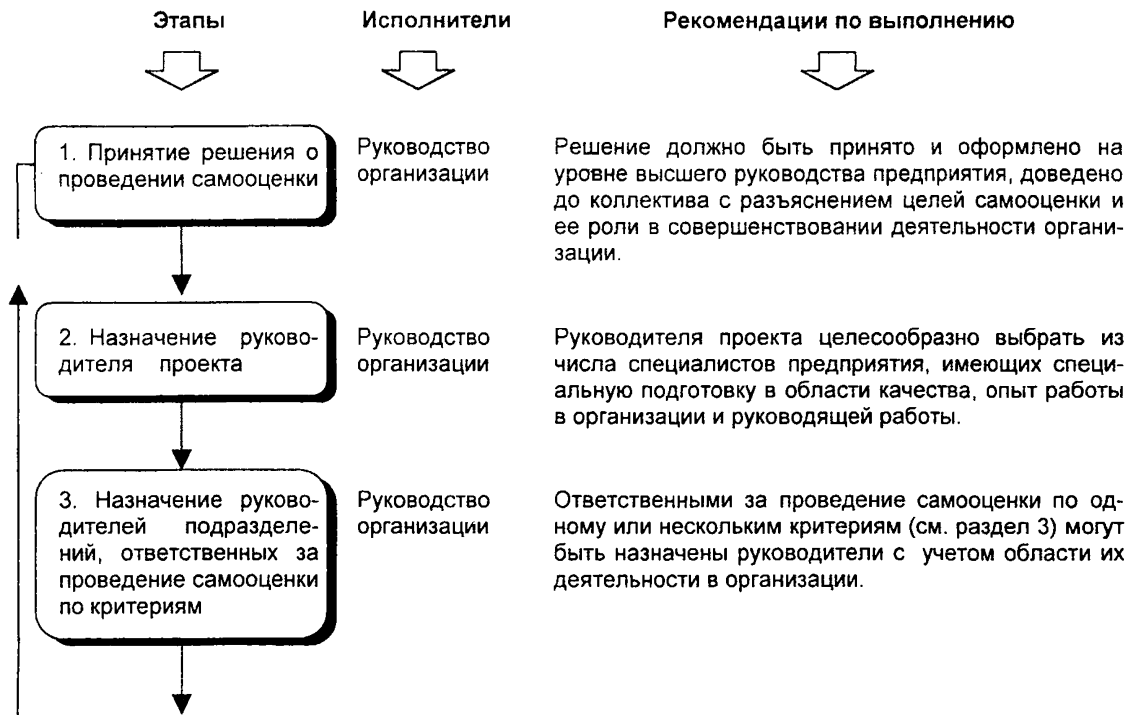 Этапы
Исполнители
Рекомендации по выполнению
1. Принятие решения о
проведении самооценки
Руководство
организации
Решение должно быть принято и оформлено на
уровне высшего руководства предприятия, доведено
до коллектива с разъяснением целей самооценки и
ее роли в совершенствовании деятельности органи-
зации.
2. Назначение руково-
дителя проекта
Руководство
организации
Руководителя проекта целесообразно выбрать из
числа специалистов предприятия, имеющих специ-
альную подготовку в области качества, опыт работы
в организации и руководящей работы.
3. Назначение руково-
дителей подразделе-
ний, ответственных за
проведение самооценки
по критериям
Руководство
организации
Ответственными за проведение самооценки по од-
ному или нескольким критериям (см. раздел 3) могут
быть назначены руководители с учетом области их
деятельности в организации.